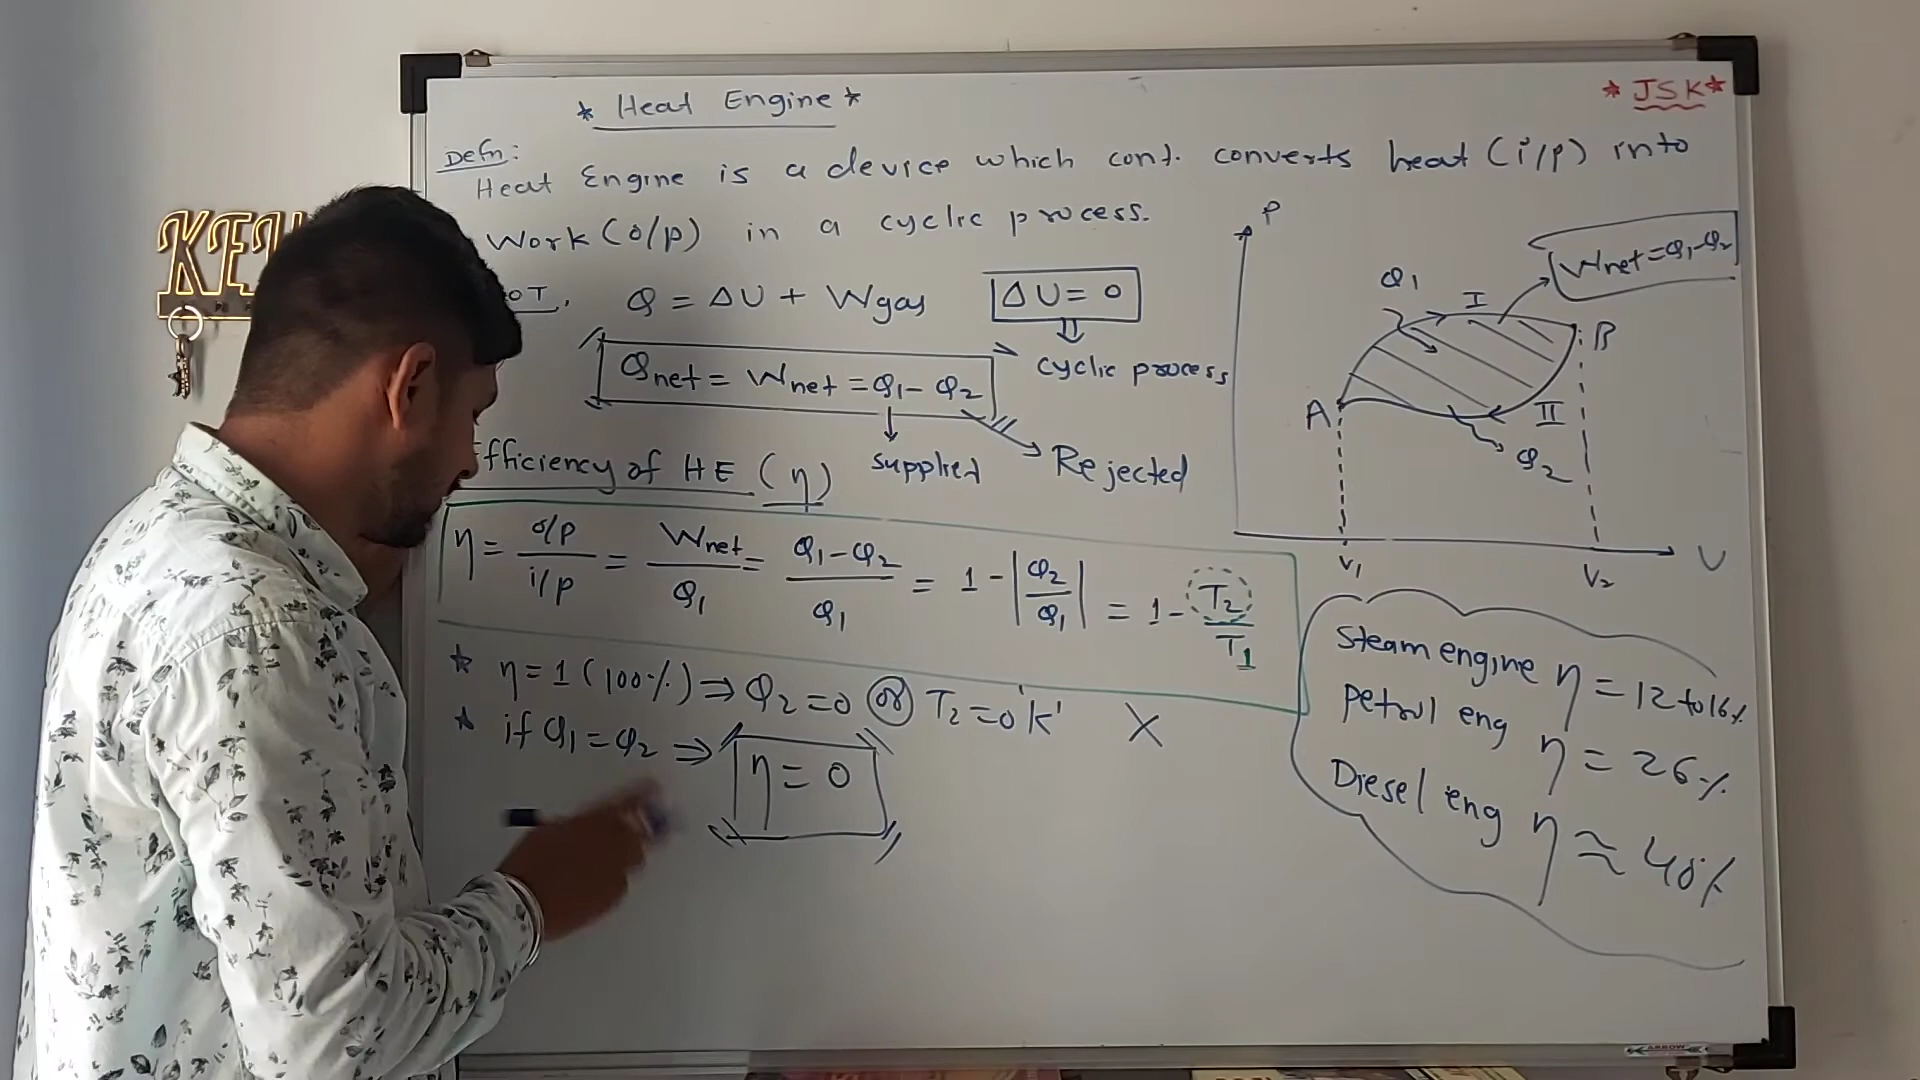 * Heat Engine *
* JSK *
Defn:
Heat Engine is a device which cont. converts heat (i/p) into
Work (o/p) in a cyclic process.
OT. Q = ΔU + Wgas
ΔU = 0
cyclic process
Qnet = Wnet = Q1 - Q2
supplied
Rejected
Efficiency of HE (η)
η = o/p / i/p = Wnet / Q1 = Q1 - Q2 / Q1 = 1 - |Q2 / Q1| = 1 - T2 / T1
* η = 1 (100%) ⇒ Q2 = 0 or T2 = 0 'K' X
* if Q1 = Q2 ⇒ η = 0
P
Wnet = Q1 - Q2
Q1
I
B
A
II
Q2
V1
V2
V
Steam engine η = 12 to 16%
Petrol eng η = 26%
Diesel eng η ≈ 40%
KEY